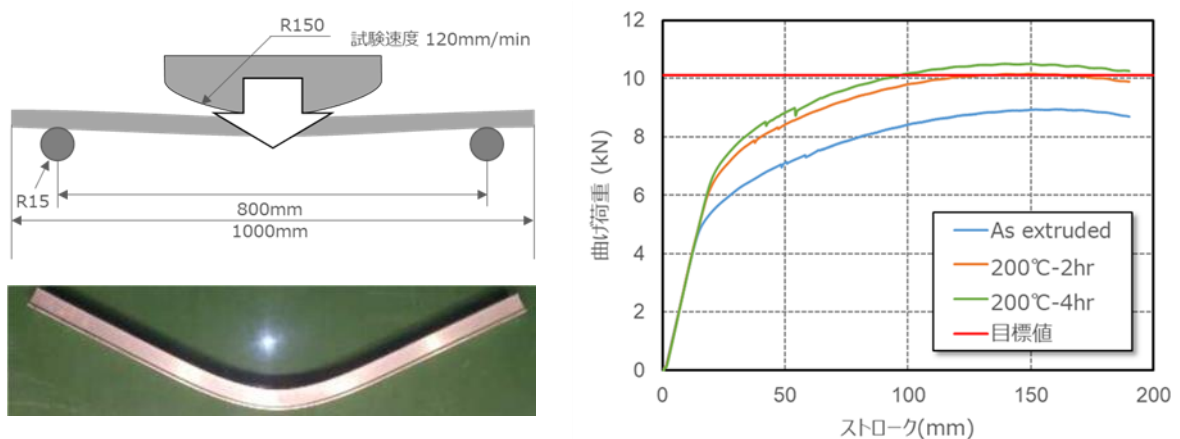 R150
試験速度 120mm/min
R15
800mm
1000mm
曲げ荷重 (kN)
12
10
8
6
4
2
0
0
50
100
150
200
ストローク(mm)
As extruded
200℃-2hr
200℃-4hr
目標値